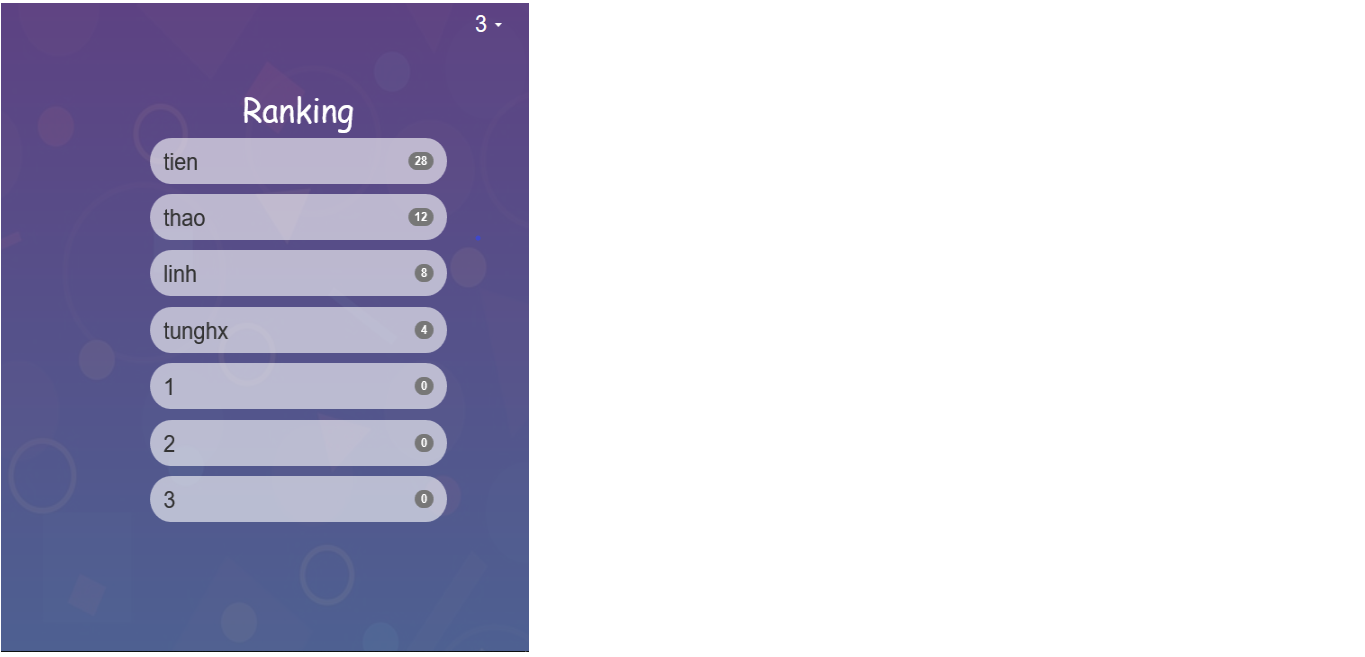 3
Ranking
tien 28
thao 12
linh 8
tunghx 4
1 0
2 0
3 0